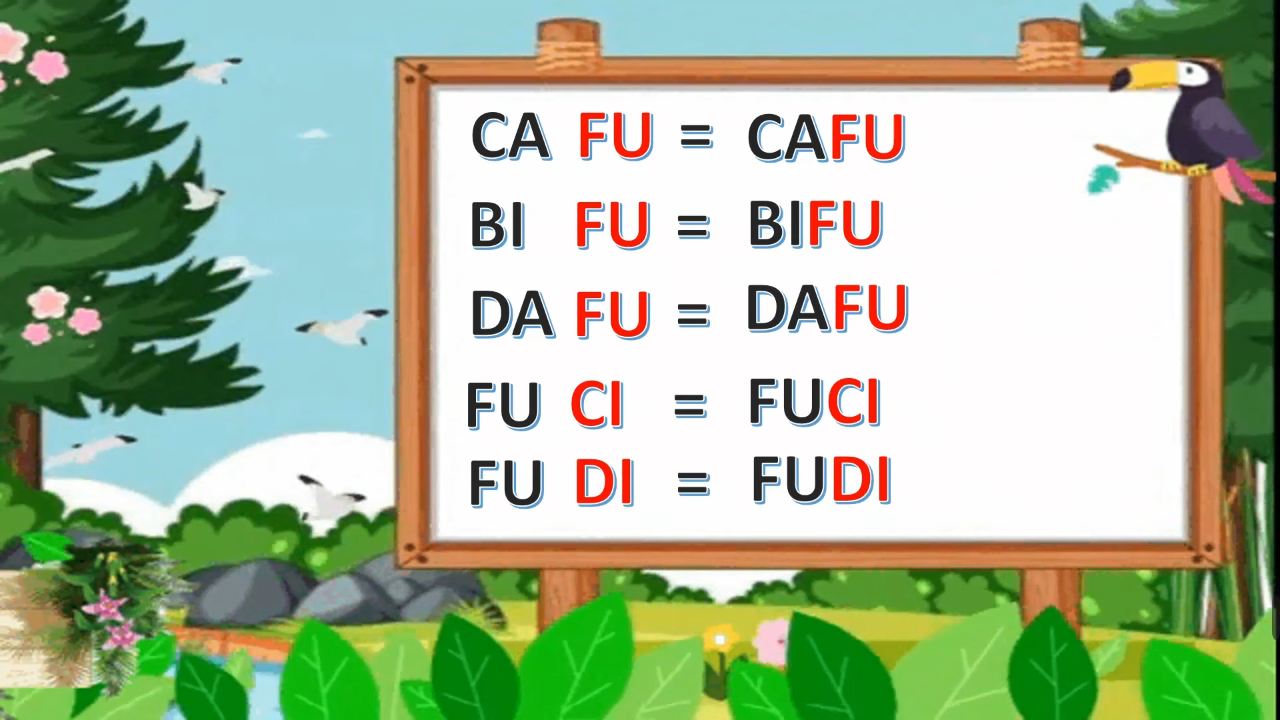 CA FU = CAFU
BI FU = BIFU
DA FU = DAFU
FU CI = FUCI
FU DI = FUDI